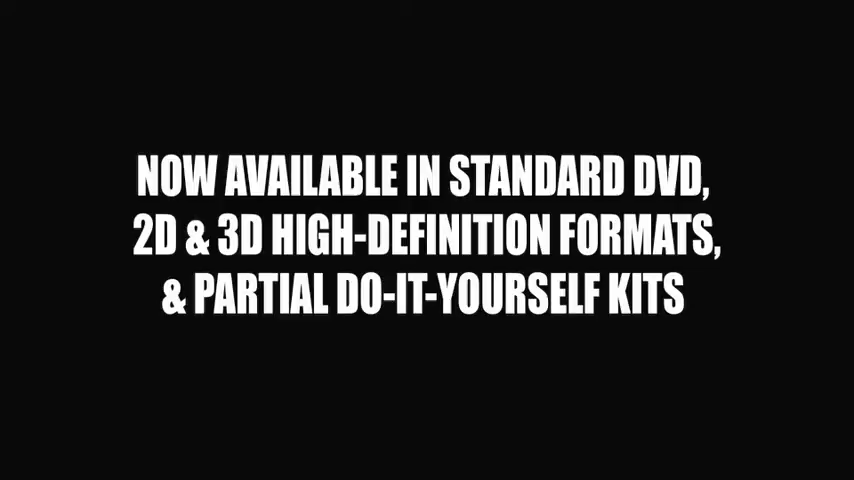 NOW AVAILABLE IN STANDARD DVD,
2D & 3D HIGH-DEFINITION FORMATS,
& PARTIAL DO-IT-YOURSELF KITS